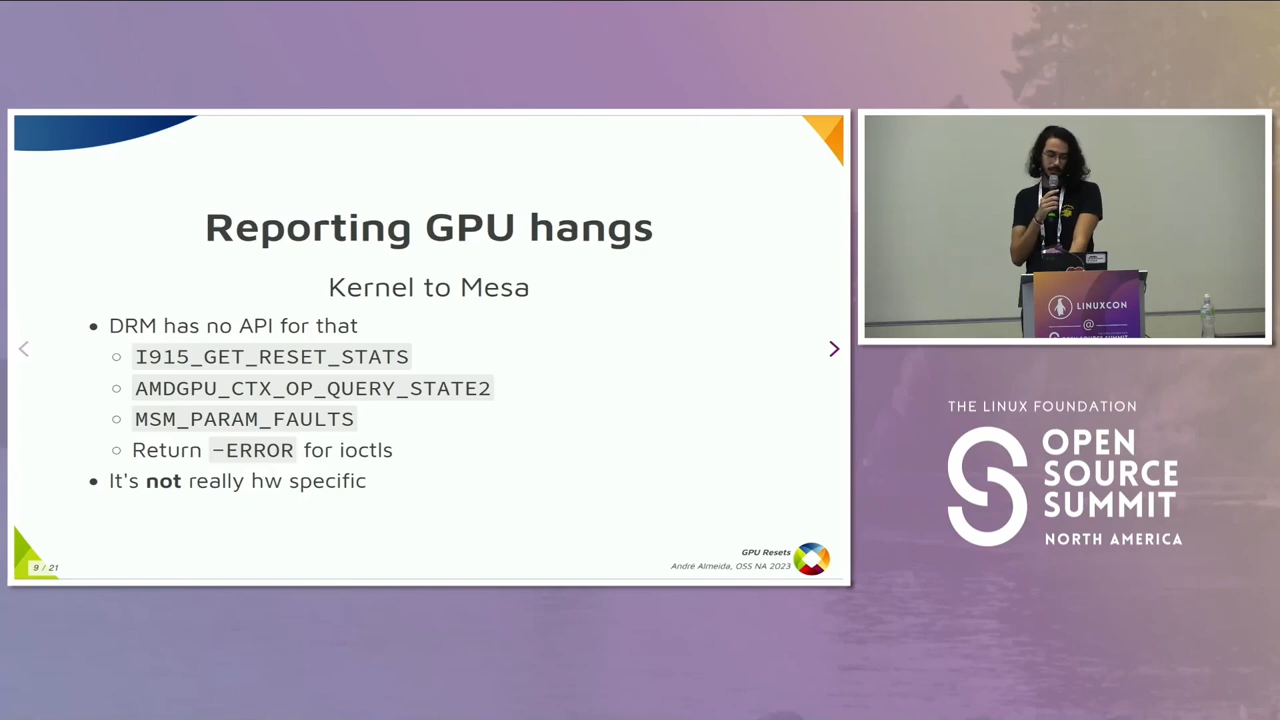 Reporting GPU hangs
Kernel to Mesa
• DRM has no API for that
○ I915_GET_RESET_STATS
○ AMDGPU_CTX_OP_QUERY_STATE2
○ MSM_PARAM_FAULTS
○ Return -ERROR for ioctls
• It's not really hw specific
9 / 21
GPU Resets
André Almeida, OSS NA 2023
LINUXCON
@
THE LINUX FOUNDATION
OPEN
SOURCE
SUMMIT
NORTH AMERICA